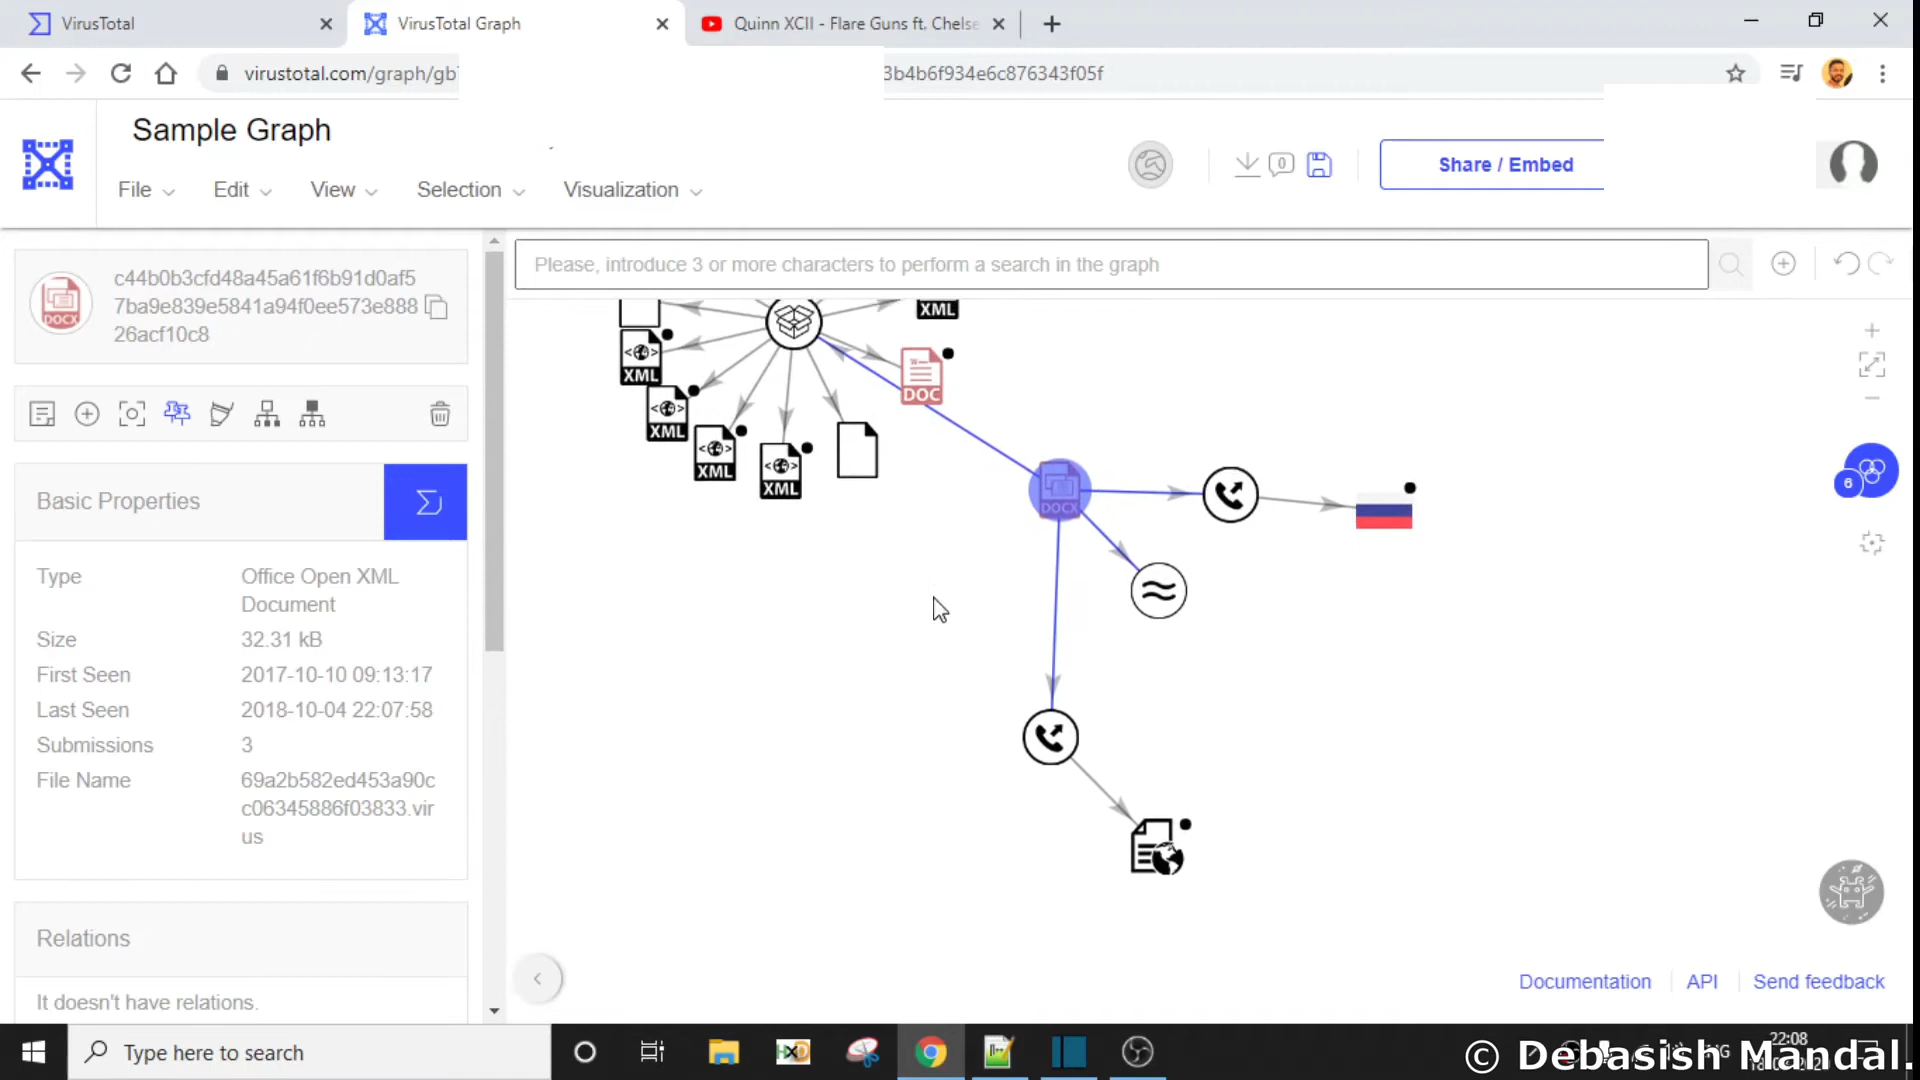 VirusTotal
VirusTotal Graph
Quinn XCII - Flare Guns ft. Chelse
virustotal.com/graph/gb
3b4b6f934e6c876343f05f
Sample Graph
File
Edit
View
Selection
Visualization
0
Share / Embed
Please, introduce 3 or more characters to perform a search in the graph
DOCX
c44b0b3cfd48a45a61f6b91d0af5
7ba9e839e5841a94f0ee573e888
26acf10c8
Basic Properties
Type
Office Open XML
Document
Size
32.31 kB
First Seen
2017-10-10 09:13:17
Last Seen
2018-10-04 22:07:58
Submissions
3
File Name
69a2b582ed453a90c
c06345886f03833.vir
us
Relations
It doesn't have relations.
XML
XML
XML
XML
XML
DOC
DOCX
6
Documentation
API
Send feedback
Type here to search
HXD
22:08
© Debasish Mandal.